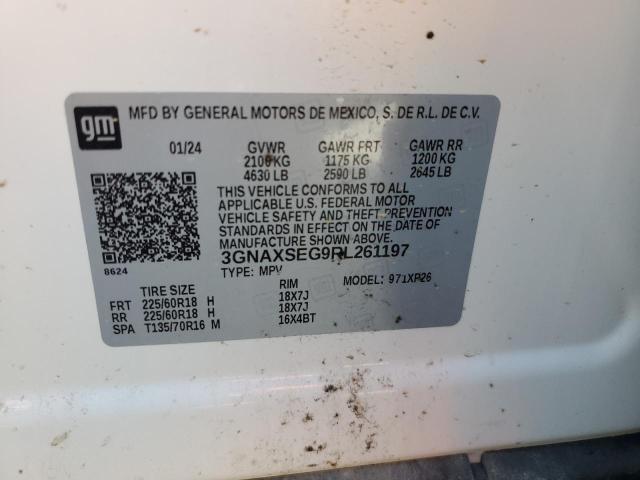 gm
MFD BY GENERAL MOTORS DE MEXICO, S. DE R.L. DE C.V.
01/24 GVWR GAWR FRT GAWR RR
2100 KG 1175 KG 1200 KG
4630 LB 2590 LB 2645 LB
THIS VEHICLE CONFORMS TO ALL
APPLICABLE U.S. FEDERAL MOTOR
VEHICLE SAFETY AND THEFT PREVENTION
STANDARDS IN EFFECT ON THE DATE OF
MANUFACTURE SHOWN ABOVE.
3GNAXSEG9RL261197
8624
TYPE: MPV MODEL: 971XP26
TIRE SIZE RIM
FRT 225/60R18 H 18X7J
RR 225/60R18 H 18X7J
SPA T135/70R16 M 16X4BT